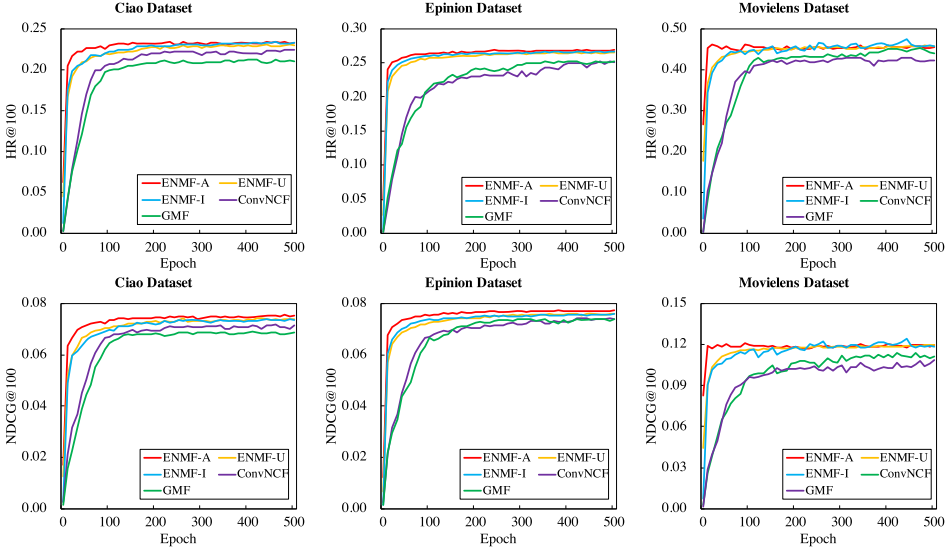 Ciao Dataset
HR@100
0.25
0.20
0.15
0.10
0.05
0.00
ENMF-A ENMF-U
ENMF-I ConvNCF
GMF
0 100 200 300 400 500
Epoch
Epinion Dataset
HR@100
0.30
0.25
0.20
0.15
0.10
0.05
0.00
ENMF-A ENMF-U
ENMF-I ConvNCF
GMF
0 100 200 300 400 500
Epoch
Movielens Dataset
HR@100
0.50
0.40
0.30
0.20
0.10
0.00
ENMF-A ENMF-U
ENMF-I ConvNCF
GMF
0 100 200 300 400 500
Epoch
Ciao Dataset
NDCG@100
0.08
0.06
0.04
0.02
0.00
ENMF-A ENMF-U
ENMF-I ConvNCF
GMF
0 100 200 300 400 500
Epoch
Epinion Dataset
NDCG@100
0.08
0.06
0.04
0.02
0.00
ENMF-A ENMF-U
ENMF-I ConvNCF
GMF
0 100 200 300 400 500
Epoch
Movielens Dataset
NDCG@100
0.15
0.12
0.09
0.06
0.03
0.00
ENMF-A ENMF-U
ENMF-I ConvNCF
GMF
0 100 200 300 400 500
Epoch